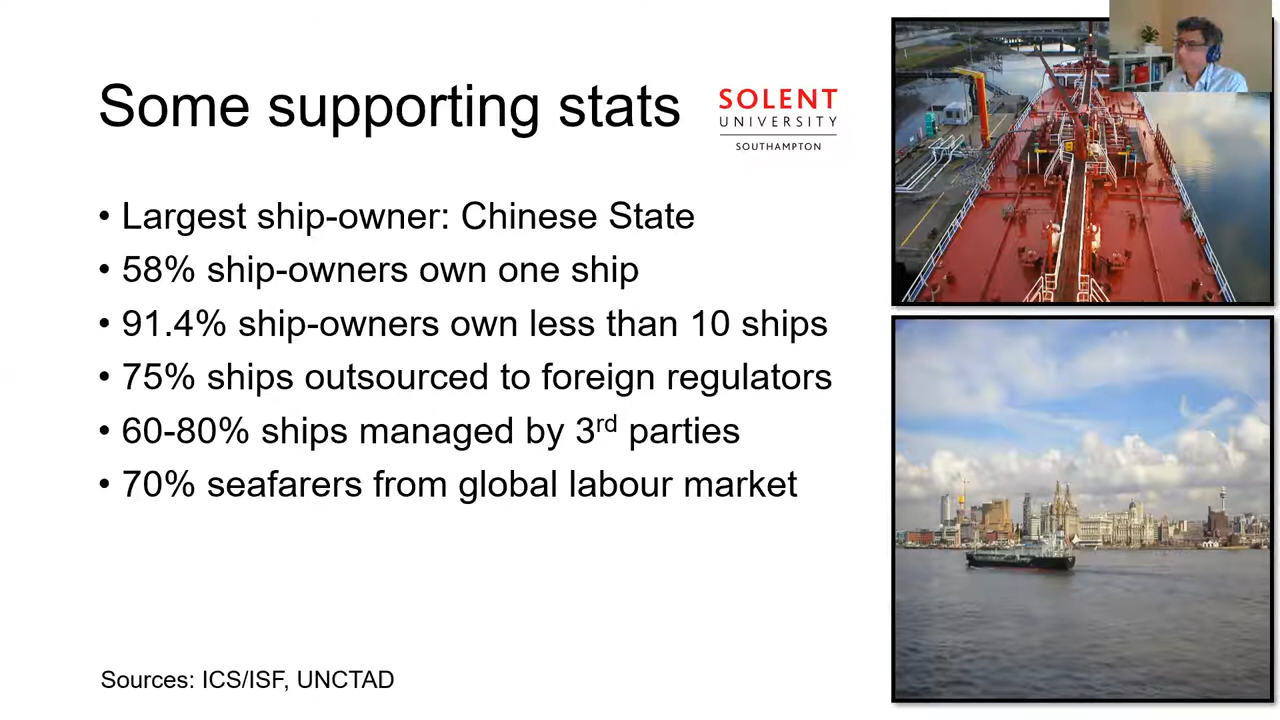 Some supporting stats
SOLENT
UNIVERSITY
SOUTHAMPTON
• Largest ship-owner: Chinese State
• 58% ship-owners own one ship
• 91.4% ship-owners own less than 10 ships
• 75% ships outsourced to foreign regulators
• 60-80% ships managed by 3rd parties
• 70% seafarers from global labour market
Sources: ICS/ISF, UNCTAD